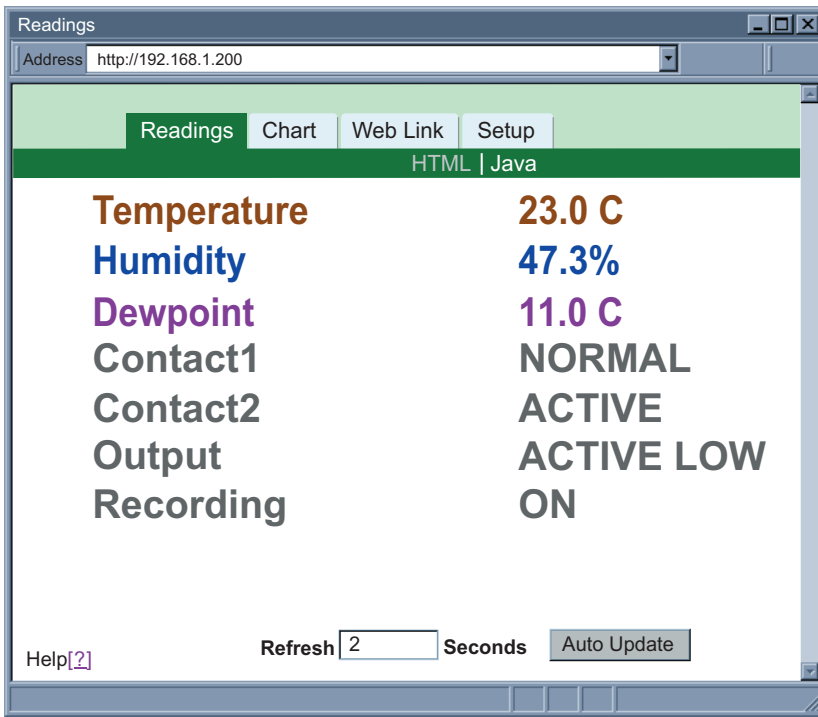 Readings
Address http://192.168.1.200
Readings Chart Web Link Setup
HTML | Java
Temperature 23.0 C
Humidity 47.3%
Dewpoint 11.0 C
Contact1 NORMAL
Contact2 ACTIVE
Output ACTIVE LOW
Recording ON
Help[?] Refresh 2 Seconds Auto Update